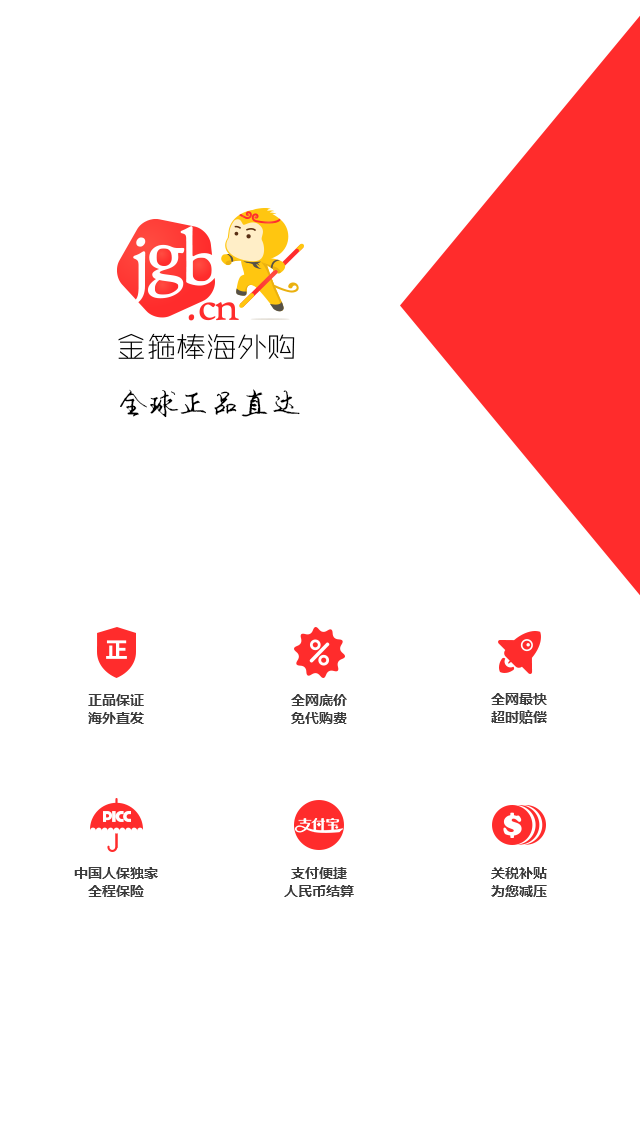 jgb
.cn
金箍棒海外购
全球正品直达
正
正品保证
海外直发
%
全网底价
免代购费
全网最快
超时赔偿
PICC
中国人保独家
全程保险
支付宝
支付便捷
人民币结算
$
关税补贴
为您减压